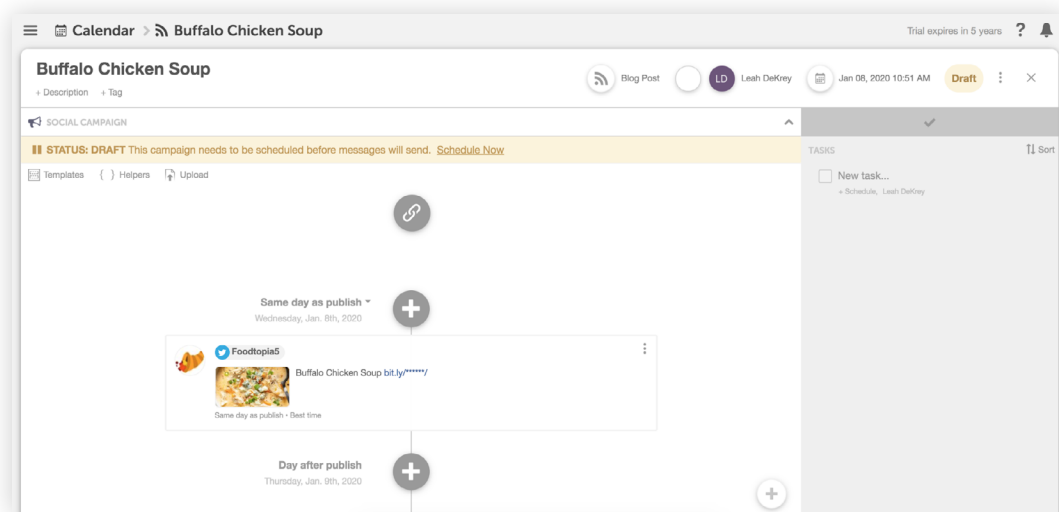 Calendar > Buffalo Chicken Soup
Trial expires in 5 years ?
Buffalo Chicken Soup
+ Description + Tag
Blog Post
LD Leah DeKrey
Jan 08, 2020 10:51 AM
Draft
SOCIAL CAMPAIGN
STATUS: DRAFT This campaign needs to be scheduled before messages will send. Schedule Now
Templates { } Helpers Upload
Same day as publish
Wednesday, Jan. 8th, 2020
Foodtopia5
Buffalo Chicken Soup bit.ly/******/
Same day as publish • Best time
Day after publish
Thursday, Jan. 9th, 2020
TASKS
Sort
New task...
+ Schedule, Leah DeKrey